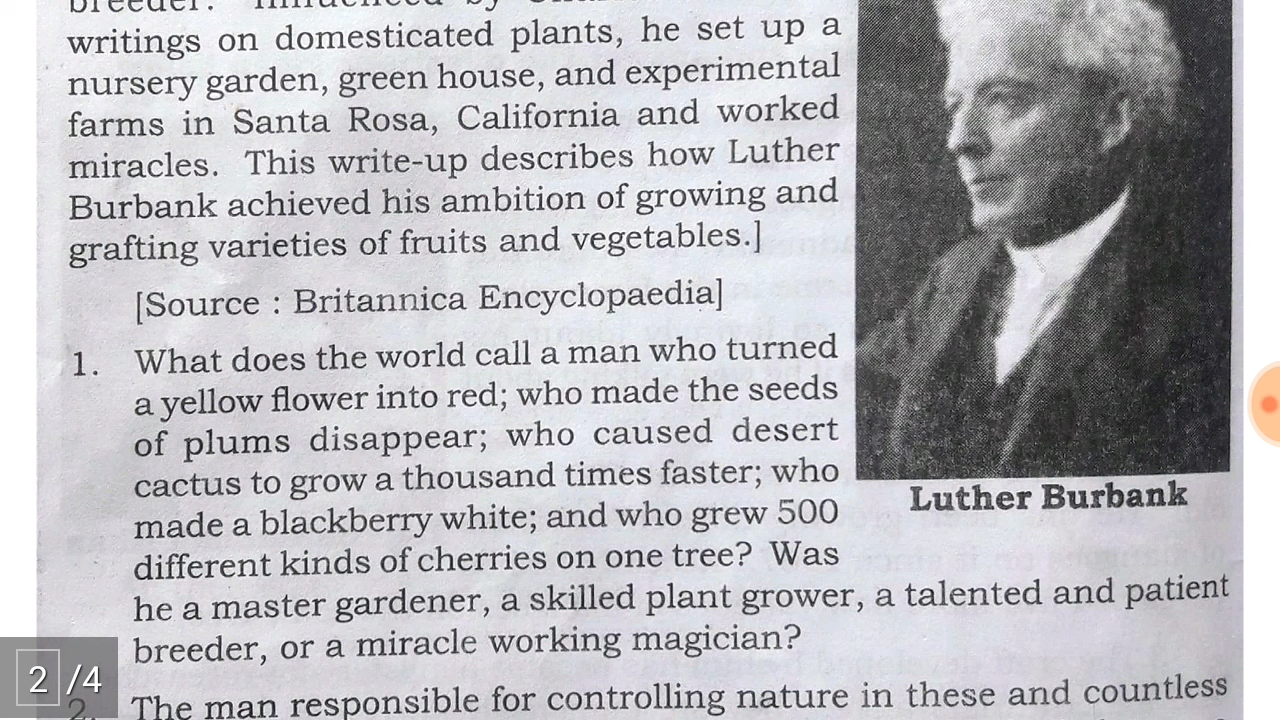 breeder. Influenced by
writings on domesticated plants, he set up a
nursery garden, green house, and experimental
farms in Santa Rosa, California and worked
miracles. This write-up describes how Luther
Burbank achieved his ambition of growing and
grafting varieties of fruits and vegetables.]
[Source : Britannica Encyclopaedia]
Luther Burbank
1. What does the world call a man who turned
a yellow flower into red; who made the seeds
of plums disappear; who caused desert
cactus to grow a thousand times faster; who
made a blackberry white; and who grew 500
different kinds of cherries on one tree? Was
he a master gardener, a skilled plant grower, a talented and patient
breeder, or a miracle working magician?
2. The man responsible for controlling nature in these and countless
2 /4